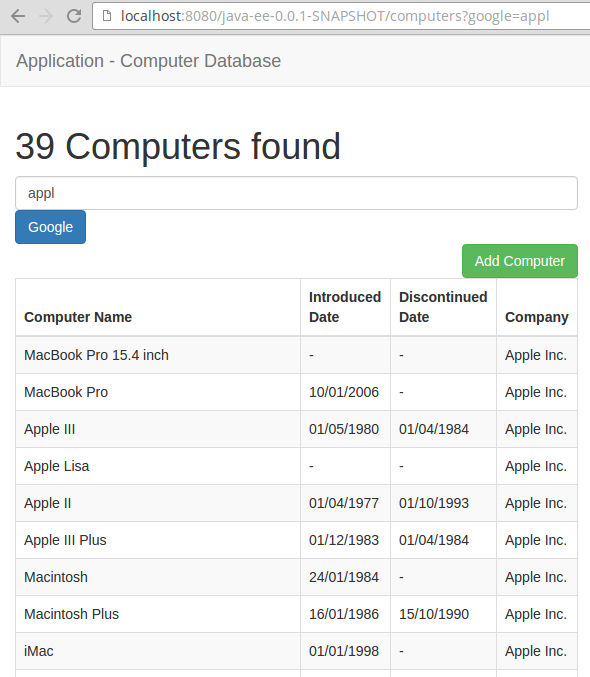 localhost:8080/java-ee-0.0.1-SNAPSHOT/computers?google=appl
Application - Computer Database
39 Computers found
appl
Google
Add Computer
Computer Name Introduced Date Discontinued Date Company
MacBook Pro 15.4 inch - - Apple Inc.
MacBook Pro 10/01/2006 - Apple Inc.
Apple III 01/05/1980 01/04/1984 Apple Inc.
Apple Lisa - - Apple Inc.
Apple II 01/04/1977 01/10/1993 Apple Inc.
Apple III Plus 01/12/1983 01/04/1984 Apple Inc.
Macintosh 24/01/1984 - Apple Inc.
Macintosh Plus 16/01/1986 15/10/1990 Apple Inc.
iMac 01/01/1998 - Apple Inc.